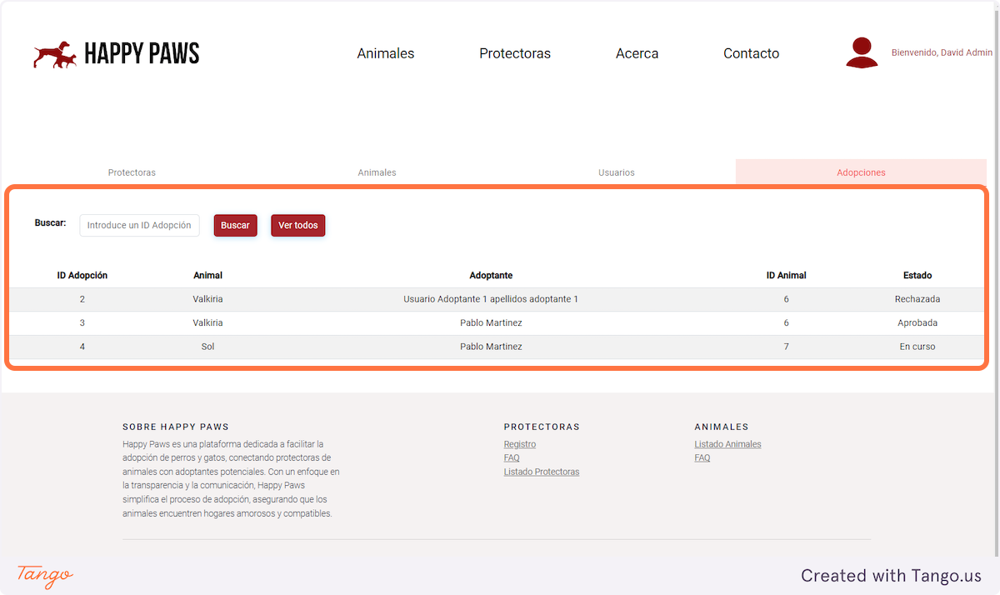 HAPPY PAWS
Animales Protectoras Acerca Contacto Bienvenido, David Admin
Protectoras Animales Usuarios Adopciones
Buscar: Introduce un ID Adopción Buscar Ver todos
ID Adopción Animal Adoptante ID Animal Estado
2 Valkiria Usuario Adoptante 1 apellidos adoptante 1 6 Rechazada
3 Valkiria Pablo Martinez 6 Aprobada
4 Sol Pablo Martinez 7 En curso
SOBRE HAPPY PAWS
Happy Paws es una plataforma dedicada a facilitar la
adopción de perros y gatos, conectando protectoras de
animales con adoptantes potenciales. Con un enfoque en
la transparencia y la comunicación, Happy Paws
simplifica el proceso de adopción, asegurando que los
animales encuentren hogares amorosos y compatibles.
PROTECTORAS
Registro
FAQ
Listado Protectoras
ANIMALES
Listado Animales
FAQ
Tango
Created with Tango.us